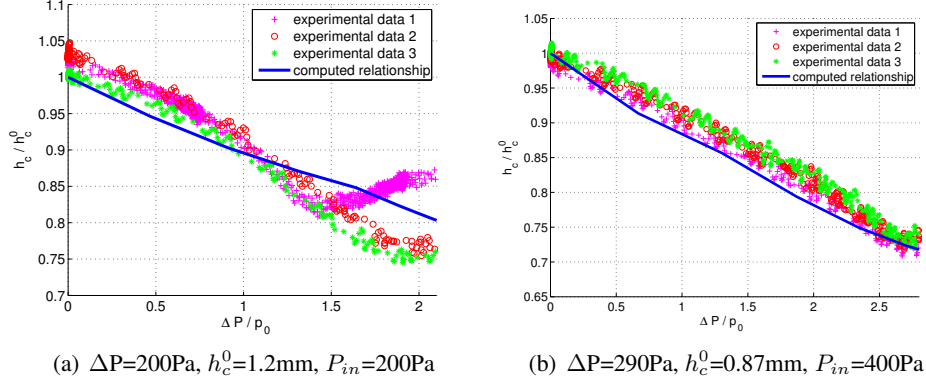 1.1
1.05
1
0.95
0.9
0.85
0.8
0.75
0.7
0
0.5
1
1.5
2
h_c / h_c^0
Δ P / p_0
experimental data 1
experimental data 2
experimental data 3
computed relationship
(a) ΔP=200Pa, h_c^0=1.2mm, P_in=200Pa
1.05
1
0.95
0.9
0.85
0.8
0.75
0.7
0.65
0
0.5
1
1.5
2
2.5
h_c / h_c^0
Δ P / p_0
experimental data 1
experimental data 2
experimental data 3
computed relationship
(b) ΔP=290Pa, h_c^0=0.87mm, P_in=400Pa